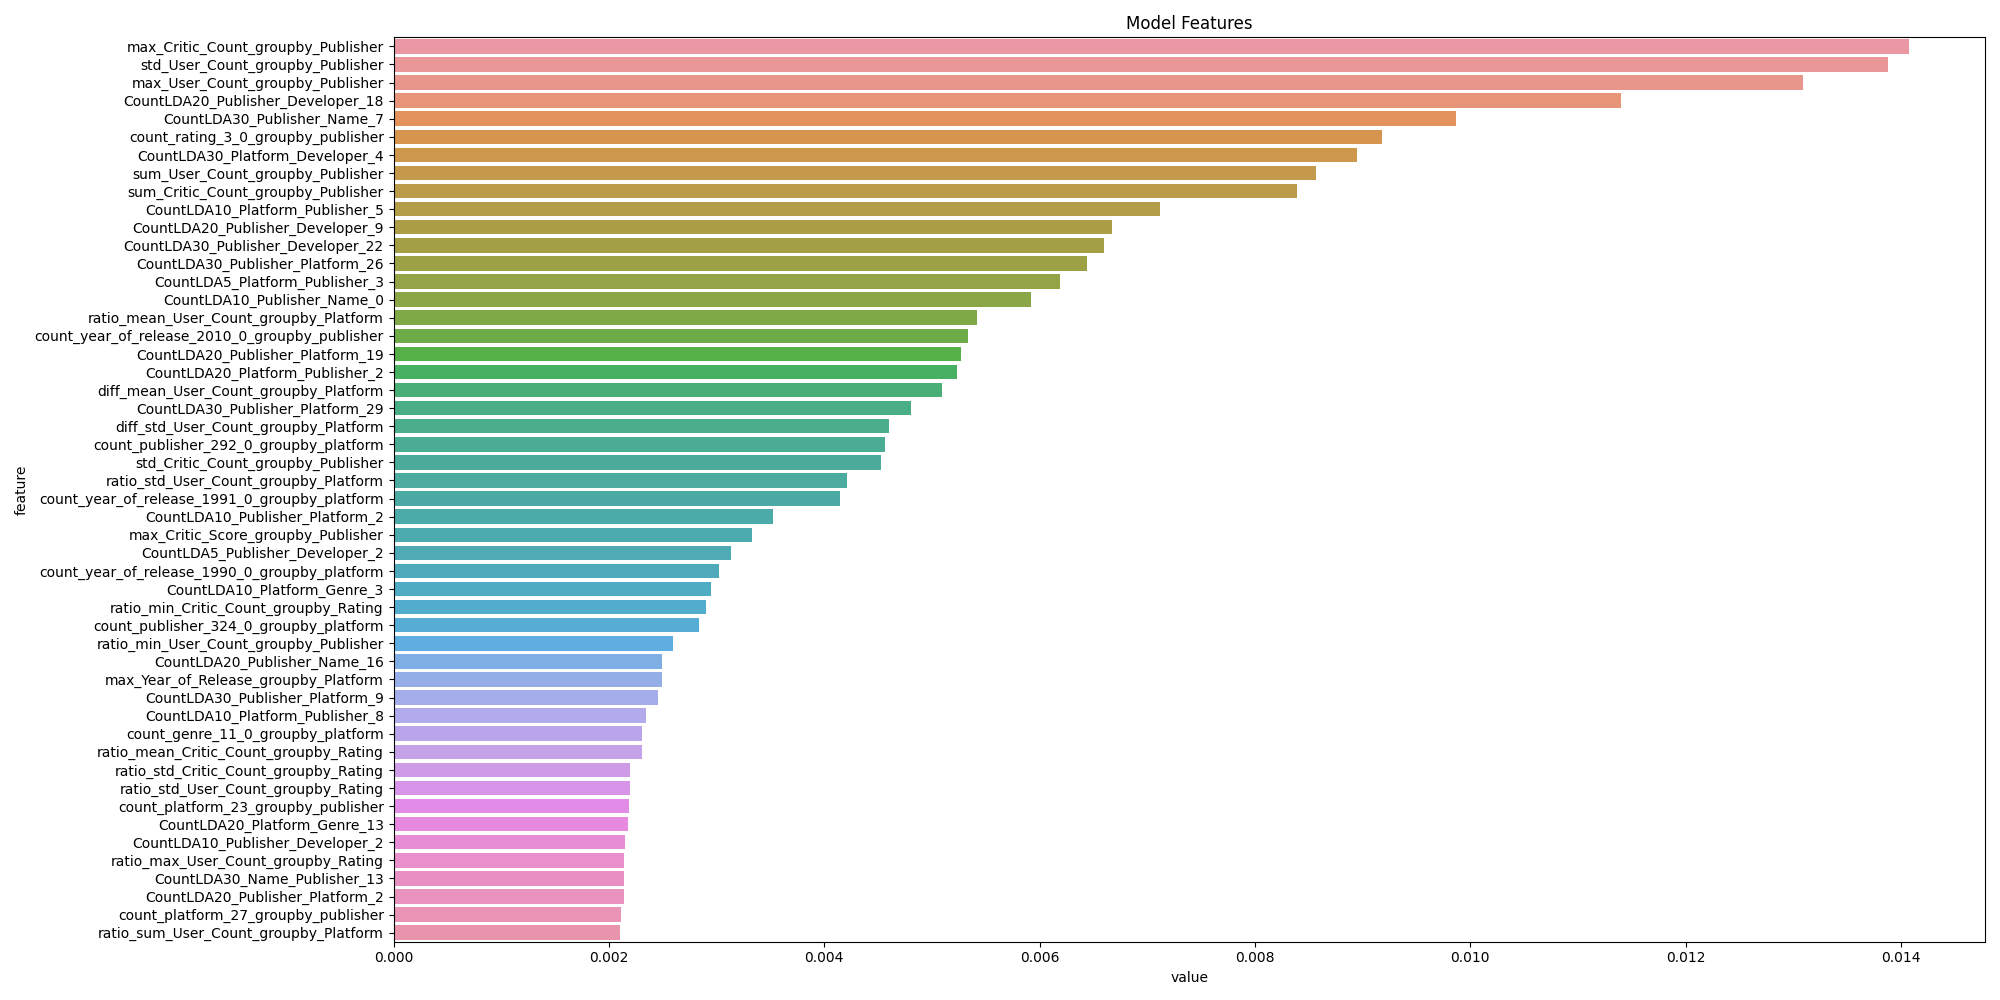 Model Features
feature
max_Critic_Count_groupby_Publisher
std_User_Count_groupby_Publisher
max_User_Count_groupby_Publisher
CountLDA20_Publisher_Developer_18
CountLDA30_Publisher_Name_7
count_rating_3_0_groupby_publisher
CountLDA30_Platform_Developer_4
sum_User_Count_groupby_Publisher
sum_Critic_Count_groupby_Publisher
CountLDA10_Platform_Publisher_5
CountLDA20_Publisher_Developer_9
CountLDA30_Publisher_Developer_22
CountLDA30_Publisher_Platform_26
CountLDA5_Platform_Publisher_3
CountLDA10_Publisher_Name_0
ratio_mean_User_Count_groupby_Platform
count_year_of_release_2010_0_groupby_publisher
CountLDA20_Publisher_Platform_19
CountLDA20_Platform_Publisher_2
diff_mean_User_Count_groupby_Platform
CountLDA30_Publisher_Platform_29
diff_std_User_Count_groupby_Platform
count_publisher_292_0_groupby_platform
std_Critic_Count_groupby_Publisher
ratio_std_User_Count_groupby_Platform
count_year_of_release_1991_0_groupby_platform
CountLDA10_Publisher_Platform_2
max_Critic_Score_groupby_Publisher
CountLDA5_Publisher_Developer_2
count_year_of_release_1990_0_groupby_platform
CountLDA10_Platform_Genre_3
ratio_min_Critic_Count_groupby_Rating
count_publisher_324_0_groupby_platform
ratio_min_User_Count_groupby_Publisher
CountLDA20_Publisher_Name_16
max_Year_of_Release_groupby_Platform
CountLDA30_Publisher_Platform_9
CountLDA10_Platform_Publisher_8
count_genre_11_0_groupby_platform
ratio_mean_Critic_Count_groupby_Rating
ratio_std_Critic_Count_groupby_Rating
ratio_std_User_Count_groupby_Rating
count_platform_23_groupby_publisher
CountLDA20_Platform_Genre_13
CountLDA10_Publisher_Developer_2
ratio_max_User_Count_groupby_Rating
CountLDA30_Name_Publisher_13
CountLDA20_Publisher_Platform_2
count_platform_27_groupby_publisher
ratio_sum_User_Count_groupby_Platform
0.000 0.002 0.004 0.006 0.008 0.010 0.012 0.014
value